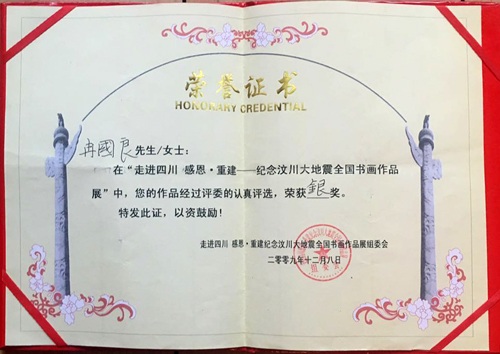 荣誉证书
HONORARY CREDENTIAL
冉國良先生/女士：
在“走进四川 感恩·重建——纪念汶川大地震全国书画作品
展”中，您的作品经过评委的认真评选，荣获銀奖。
特发此证，以资鼓励！
走进四川 感恩·重建纪念汶川大地震全国书画作品展组委会
二零零九年十二月八日